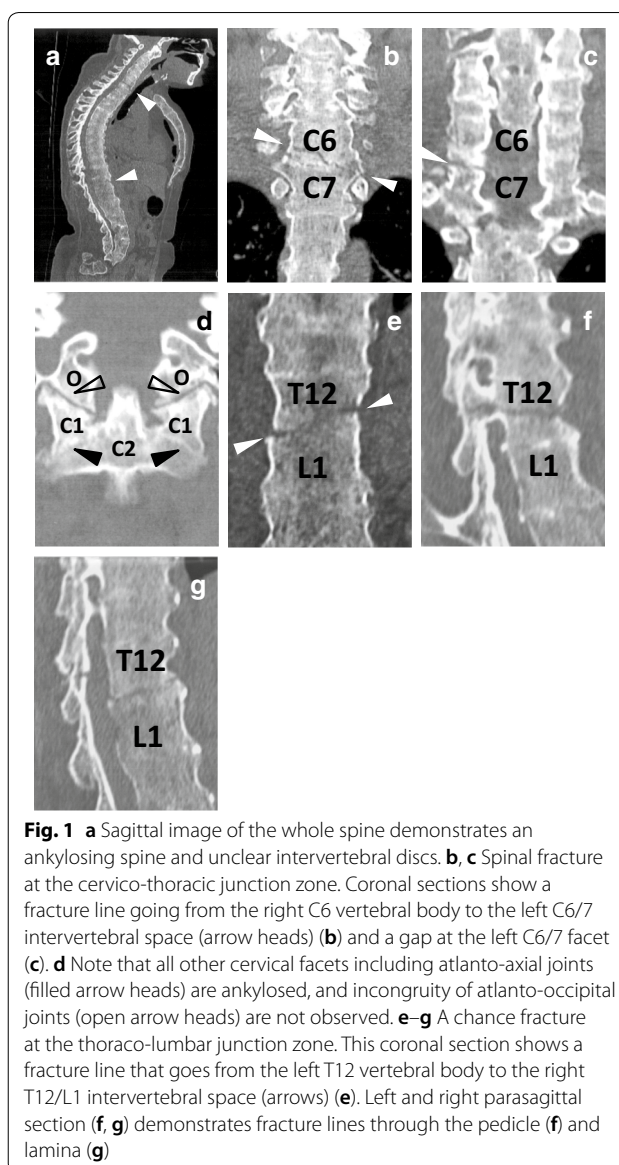 a
b
c
C6
C7
C6
C7
d
e
f
O
O
C1
C2
C1
T12
L1
T12
L1
g
T12
L1
Fig. 1 a Sagittal image of the whole spine demonstrates an
ankylosing spine and unclear intervertebral discs. b, c Spinal fracture
at the cervico-thoracic junction zone. Coronal sections show a
fracture line going from the right C6 vertebral body to the left C6/7
intervertebral space (arrow heads) (b) and a gap at the left C6/7 facet
(c). d Note that all other cervical facets including atlanto-axial joints
(filled arrow heads) are ankylosed, and incongruity of atlanto-occipital
joints (open arrow heads) are not observed. e–g A chance fracture
at the thoraco-lumbar junction zone. This coronal section shows a
fracture line that goes from the left T12 vertebral body to the right
T12/L1 intervertebral space (arrows) (e). Left and right parasagittal
section (f, g) demonstrates fracture lines through the pedicle (f) and
lamina (g)